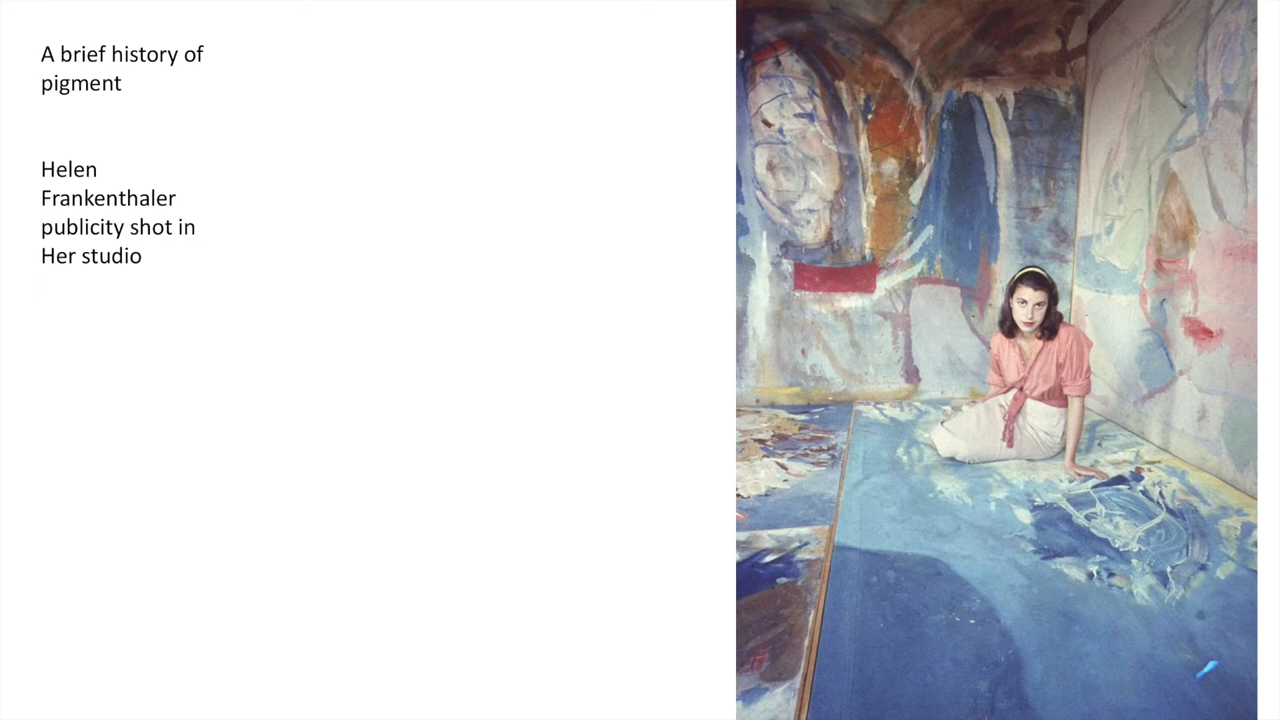 A brief history of
pigment
Helen
Frankenthaler
publicity shot in
Her studio